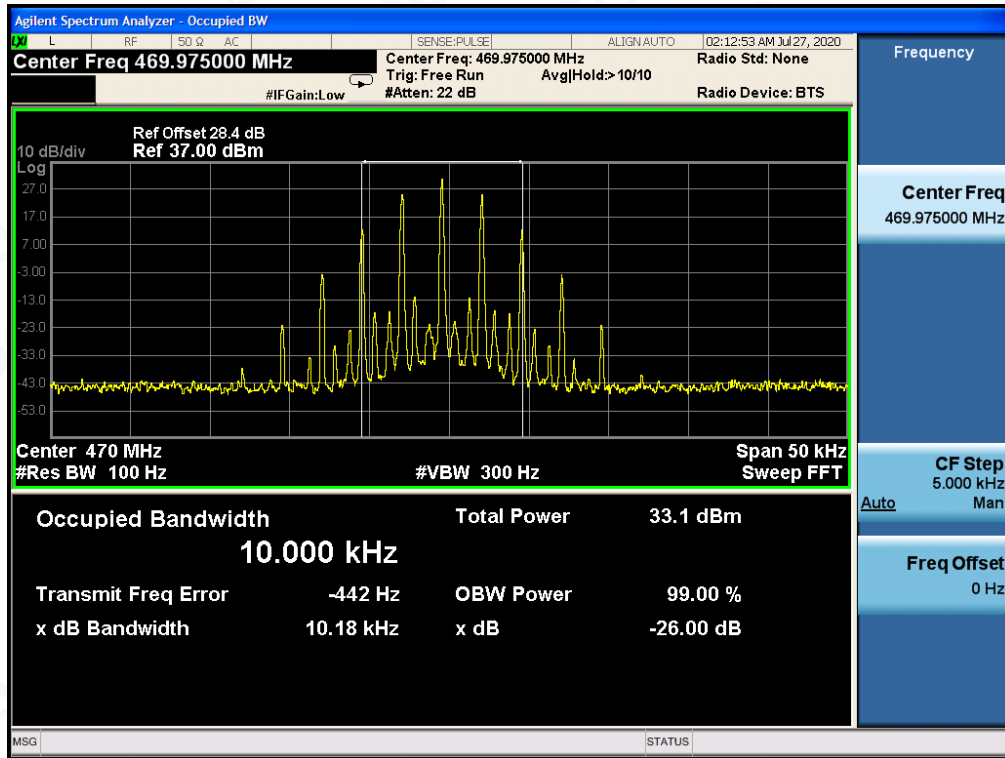 Agilent Spectrum Analyzer - Occupied BW
LXI L RF 50 Ω AC SENSE:PULSE ALIGN AUTO 02:12:53 AM Jul 27, 2020
Center Freq 469.975000 MHz
Center Freq: 469.975000 MHz
Radio Std: None
Trig: Free Run Avg|Hold:> 10/10
#IFGain:Low
#Atten: 22 dB
Radio Device: BTS
Ref Offset 28.4 dB
10 dB/div Ref 37.00 dBm
Log
27.0
17.0
7.00
-3.00
-13.0
-23.0
-33.0
-43.0
-53.0
Center 470 MHz Span 50 kHz
#Res BW 100 Hz #VBW 300 Hz Sweep FFT
Occupied Bandwidth Total Power 33.1 dBm
10.000 kHz
Transmit Freq Error -442 Hz OBW Power 99.00 %
x dB Bandwidth 10.18 kHz x dB -26.00 dB
MSG STATUS
Frequency
Center Freq
469.975000 MHz
CF Step
5.000 kHz
Auto Man
Freq Offset
0 Hz